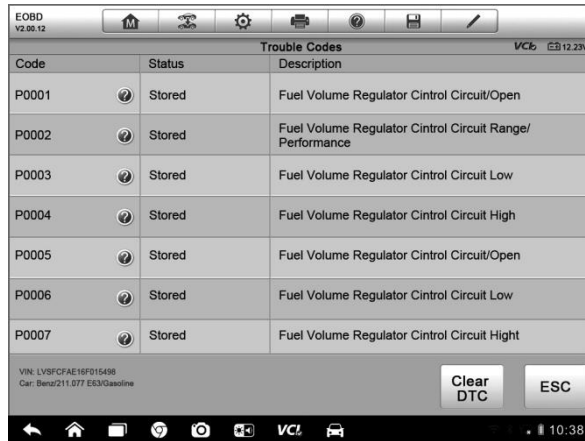 EOBD
V2.00.12
Trouble Codes
VCI 12.23V
Code Status Description
P0001 Stored Fuel Volume Regulator Cintrol Circuit/Open
P0002 Stored Fuel Volume Regulator Cintrol Circuit Range/
Performance
P0003 Stored Fuel Volume Regulator Cintrol Circuit Low
P0004 Stored Fuel Volume Regulator Cintrol Circuit High
P0005 Stored Fuel Volume Regulator Cintrol Circuit/Open
P0006 Stored Fuel Volume Regulator Cintrol Circuit Low
P0007 Stored Fuel Volume Regulator Cintrol Circuit Hight
VIN: LVSFCFAE16F015498
Car: Benz/211.077 E63/Gasoline
Clear
DTC
ESC
VCI 10:38